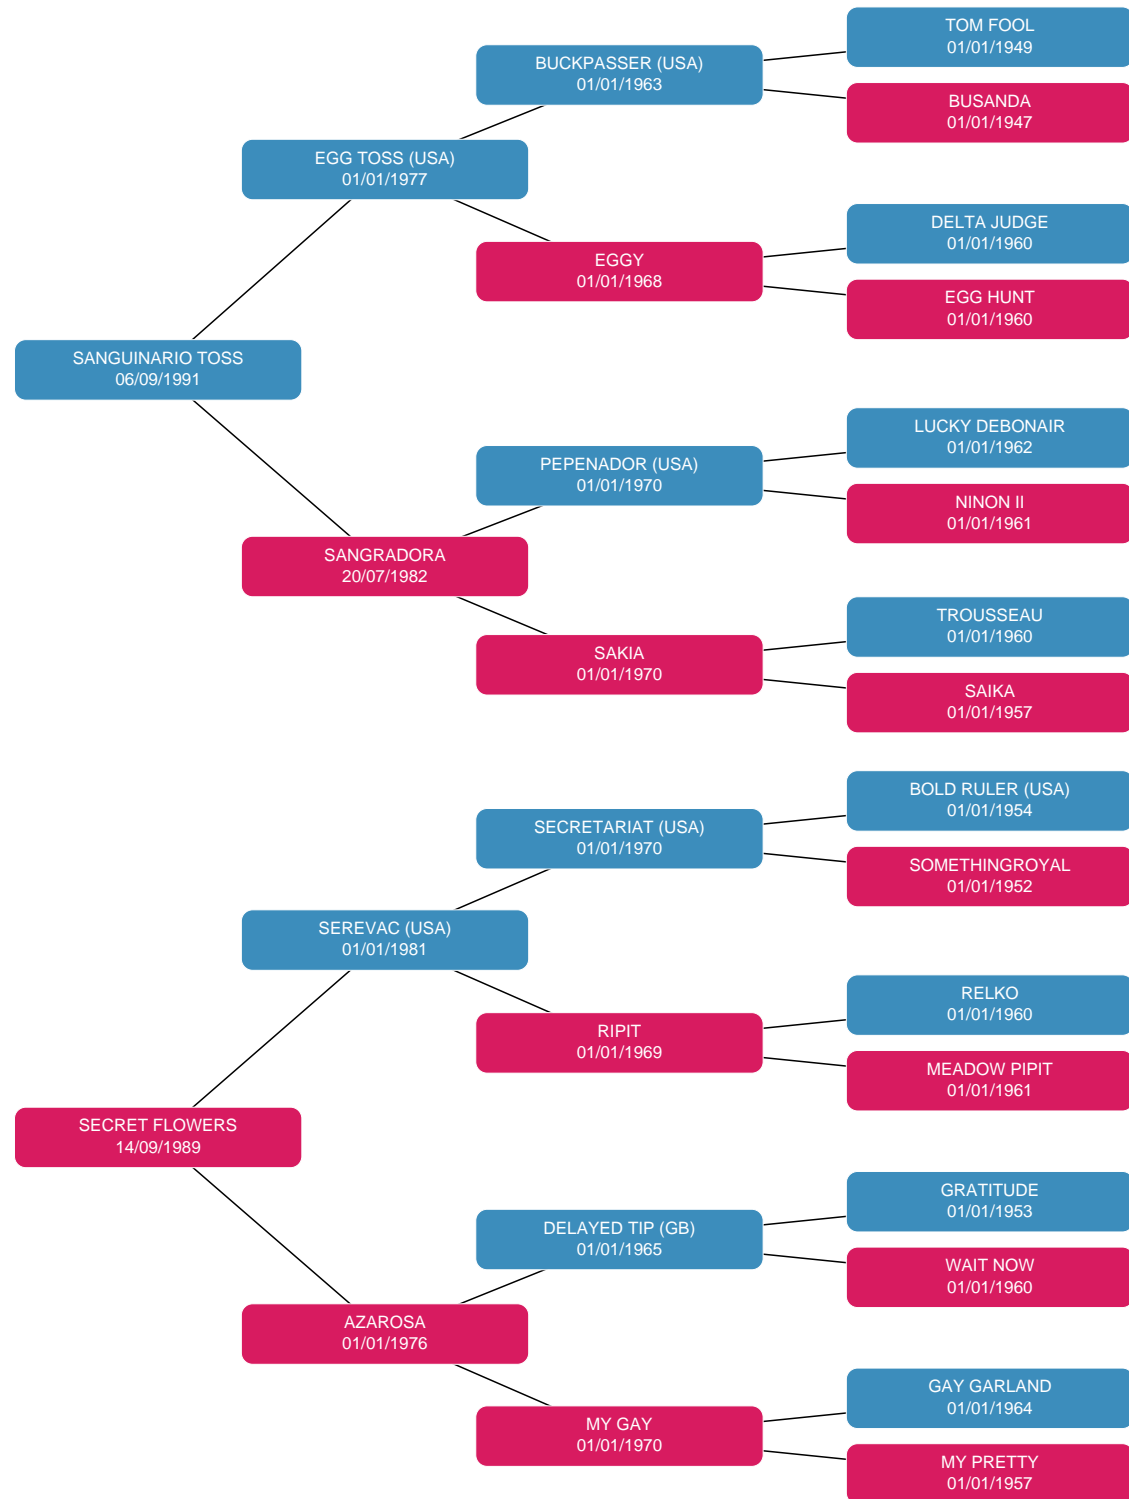 TOM FOOL
01/01/1949
BUCKPASSER (USA)
01/01/1963
BUSANDA
01/01/1947
EGG TOSS (USA)
01/01/1977
DELTA JUDGE
01/01/1960
EGGY
01/01/1968
EGG HUNT
01/01/1960
SANGUINARIO TOSS
06/09/1991
LUCKY DEBONAIR
01/01/1962
PEPENADOR (USA)
01/01/1970
NINON II
01/01/1961
SANGRADORA
20/07/1982
TROUSSEAU
01/01/1960
SAKIA
01/01/1970
SAIKA
01/01/1957
BOLD RULER (USA)
01/01/1954
SECRETARIAT (USA)
01/01/1970
SOMETHINGROYAL
01/01/1952
SEREVAC (USA)
01/01/1981
RELKO
01/01/1960
RIPIT
01/01/1969
MEADOW PIPIT
01/01/1961
SECRET FLOWERS
14/09/1989
GRATITUDE
01/01/1953
DELAYED TIP (GB)
01/01/1965
WAIT NOW
01/01/1960
AZAROSA
01/01/1976
GAY GARLAND
01/01/1964
MY GAY
01/01/1970
MY PRETTY
01/01/1957